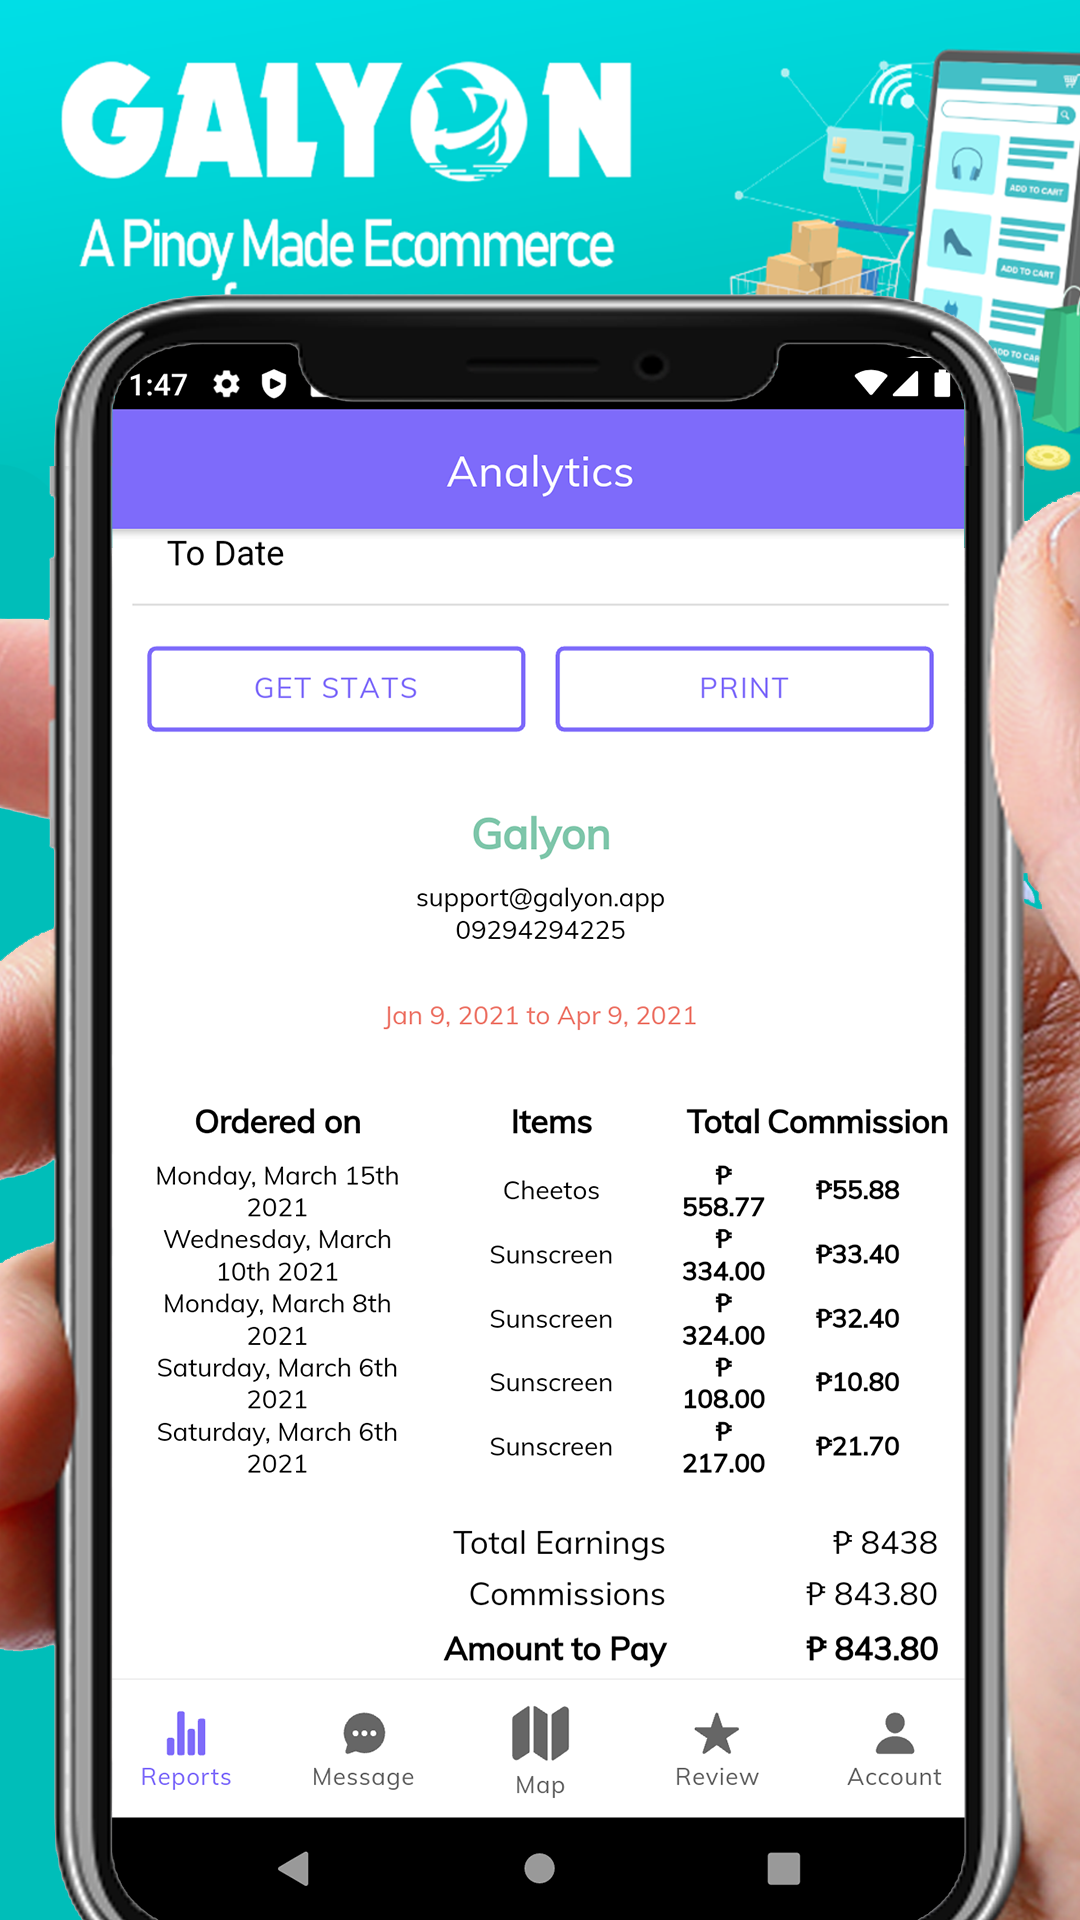 GALYON
A Pinoy Made Ecommerce
ADD TO CART
ADD TO CART
ADD TO CAR
1:47
Analytics
To Date
GET STATS PRINT
Galyon
support@galyon.app
09294294225
Jan 9, 2021 to Apr 9, 2021
Ordered on Items Total Commission
Monday, March 15th 2021 Cheetos ₱ 558.77 ₱55.88
Wednesday, March 10th 2021 Sunscreen ₱ 334.00 ₱33.40
Monday, March 8th 2021 Sunscreen ₱ 324.00 ₱32.40
Saturday, March 6th 2021 Sunscreen ₱ 108.00 ₱10.80
Saturday, March 6th 2021 Sunscreen ₱ 217.00 ₱21.70
Total Earnings ₱ 8438
Commissions ₱ 843.80
Amount to Pay ₱ 843.80
Reports Message Map Review Account